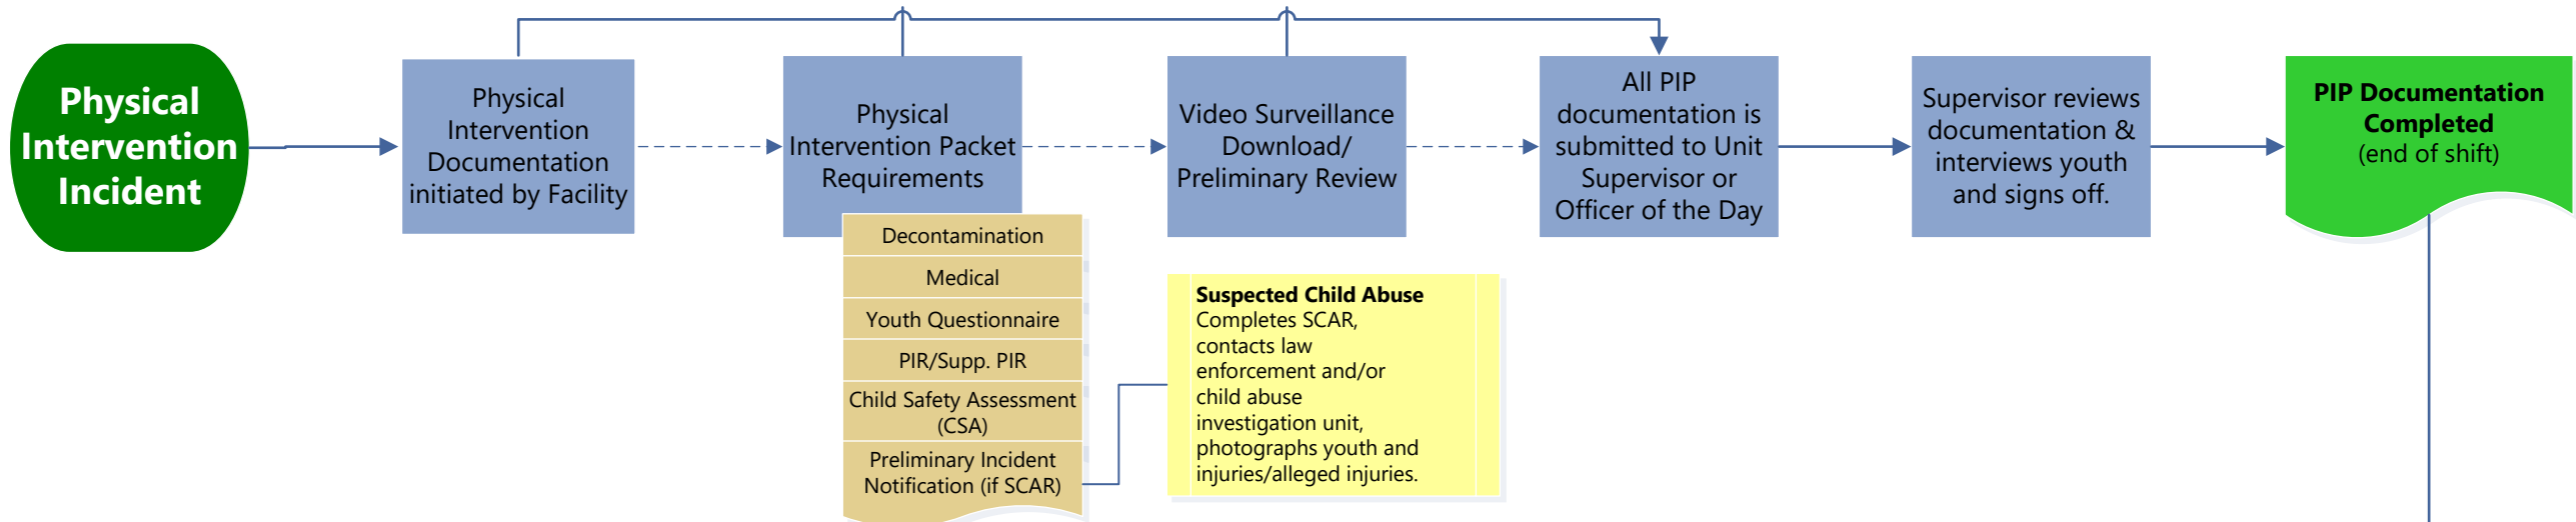 Physical
Intervention
Incident
Physical
Intervention
Documentation
initiated by Facility
Physical
Intervention Packet
Requirements
Decontamination
Medical
Youth Questionnaire
PIR/Supp. PIR
Child Safety Assessment
(CSA)
Preliminary Incident
Notification (if SCAR)
Video Surveillance
Download/
Preliminary Review
Suspected Child Abuse
Completes SCAR,
contacts law
enforcement and/or
child abuse
investigation unit,
photographs youth and
injuries/alleged injuries.
All PIP
documentation is
submitted to Unit
Supervisor or
Officer of the Day
Supervisor reviews
documentation &
interviews youth
and signs off.
PIP Documentation
Completed
(end of shift)